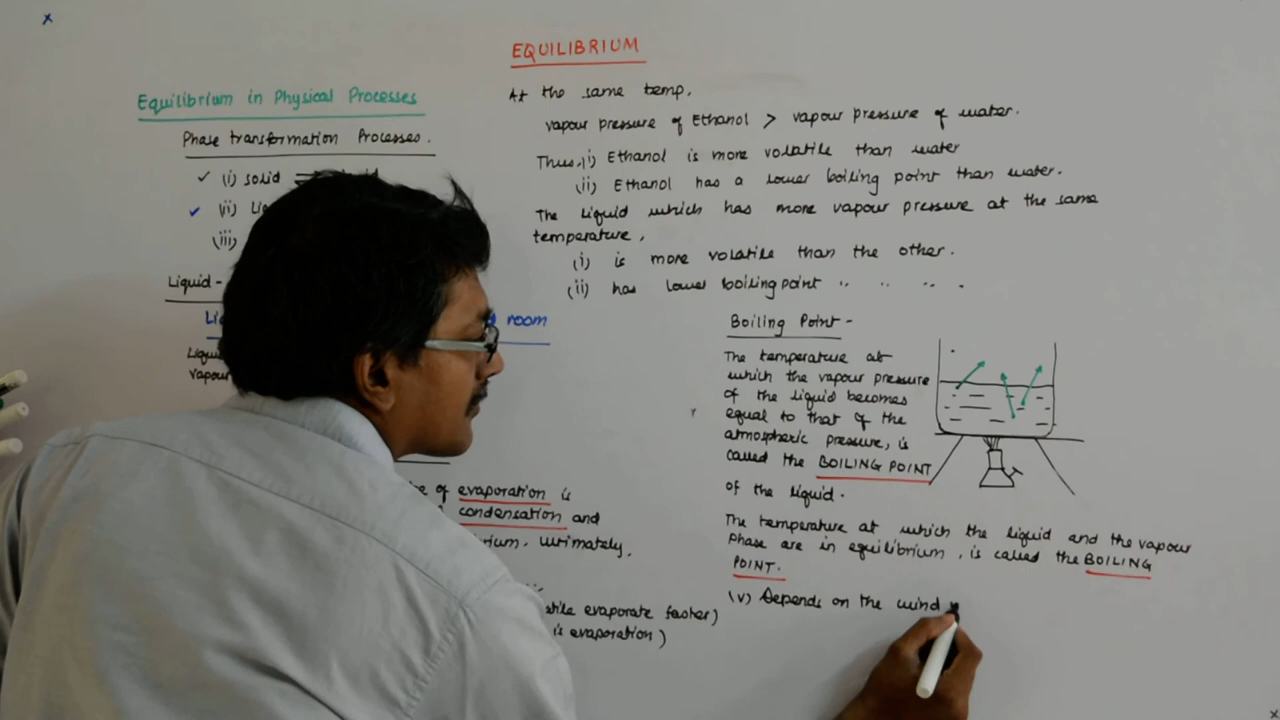 EQUILIBRIUM
Equilibrium in Physical Processes
Phase transformation Processes.
(i) solid ⇌
(ii)
(iii)
Liquid -
room
vapour
of evaporation is
condensation and
ultimately,
evaporate faster)
is evaporation)
At the same temp.
vapour pressure of Ethanol > vapour pressure of water.
Thus, (i) Ethanol is more volatile than water
(ii) Ethanol has a lower boiling point than water.
The liquid which has more vapour pressure at the same
temperature,
(i) is more volatile than the other.
(ii) has lower boiling point " " " .
Boiling Point -
The temperature at
which the vapour pressure
of the liquid becomes
equal to that of the
atmospheric pressure, is
called the BOILING POINT
of the liquid.
The temperature at which the liquid and the vapour
phase are in equilibrium, is called the BOILING
POINT.
(v) Depends on the wind